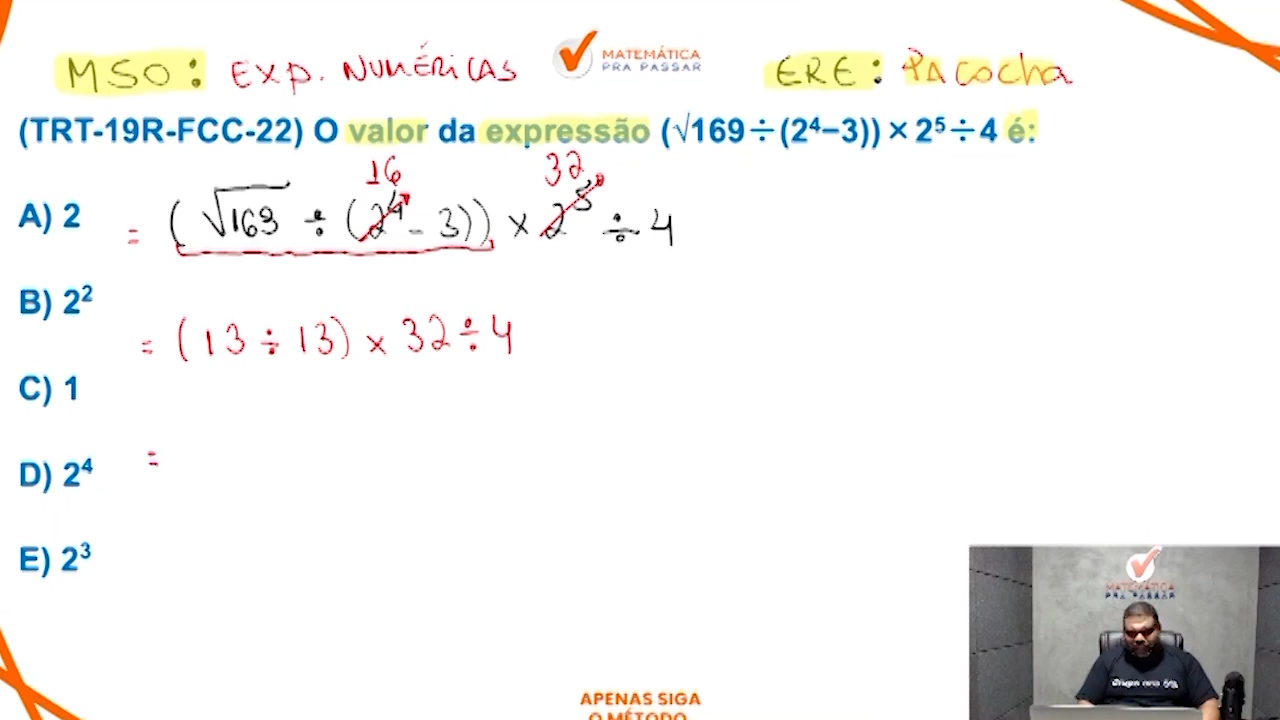 MSO: EXP. NUMÉRICAS
MATEMÁTICA
PRA PASSAR
ERE: PACOCHA
(TRT-19R-FCC-22) O valor da expressão (√169÷(2⁴−3))×2⁵÷4 é:
16 32
A) 2
= (√169 ÷ (2⁴ - 3)) × 2⁵ ÷ 4
B) 2²
= (13 ÷ 13) × 32 ÷ 4
C) 1
=
D) 2⁴
E) 2³
MATEMÁTICA
PRA PASSAR
APENAS SIGA
O MÉTODO